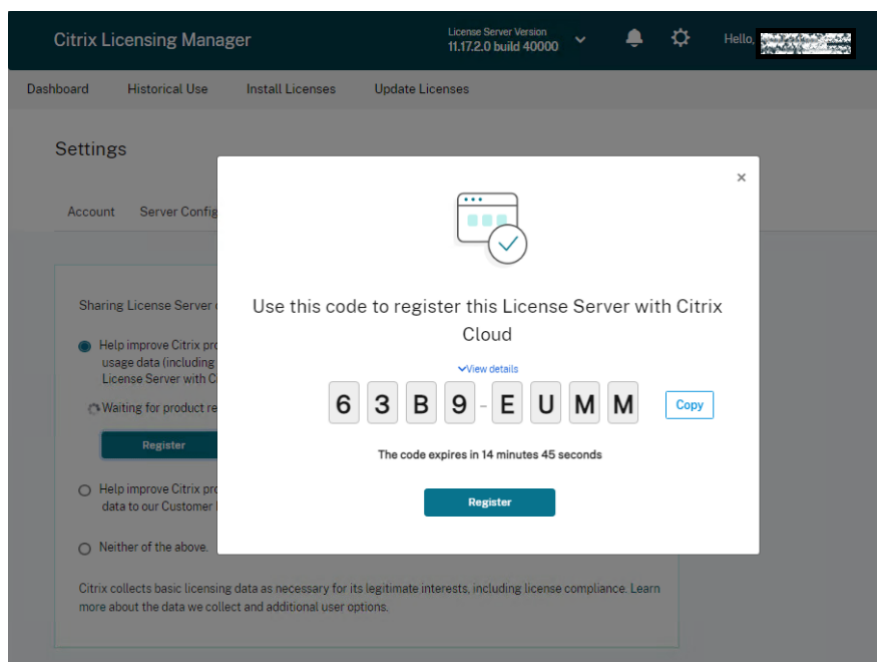 Citrix Licensing Manager
License Server Version
11.17.2.0 build 40000
Hello,
Dashboard Historical Use Install Licenses Update Licenses
Settings
×
Account Server Config
Use this code to register this License Server with Citrix
Cloud
View details
6 3 B 9 - E U M M
Copy
The code expires in 14 minutes 45 seconds
Register
Sharing License Server
Help improve Citrix pro
usage data (including
License Server with C
Waiting for product re
Register
Help improve Citrix pro
data to our Customer
Neither of the above.
Citrix collects basic licensing data as necessary for its legitimate interests, including license compliance. Learn
more about the data we collect and additional user options.